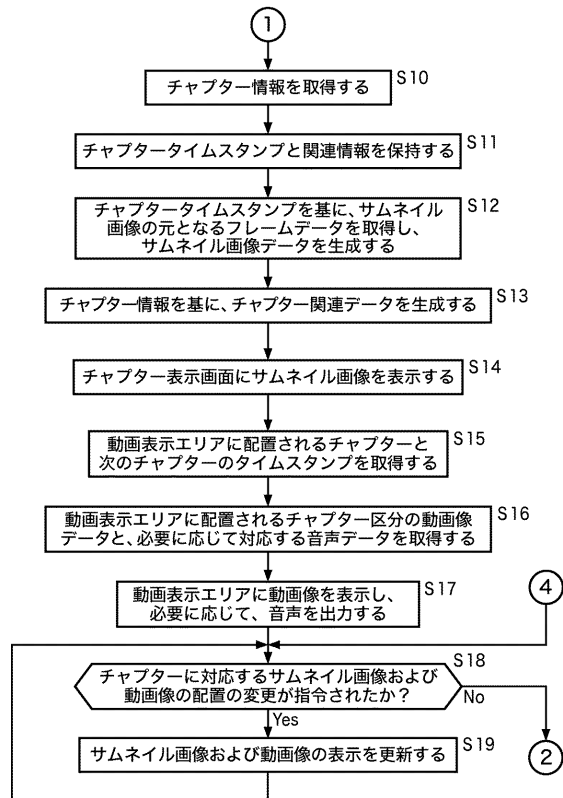 1
チャプター情報を取得する
S10
チャプタータイムスタンプと関連情報を保持する
S11
チャプタータイムスタンプを基に、サムネイル
画像の元となるフレームデータを取得し、
サムネイル画像データを生成する
S12
チャプター情報を基に、チャプター関連データを生成する
S13
チャプター表示画面にサムネイル画像を表示する
S14
動画表示エリアに配置されるチャプターと
次のチャプターのタイムスタンプを取得する
S15
動画表示エリアに配置されるチャプター区分の動画像
データと、必要に応じて対応する音声データを取得する
S16
動画表示エリアに動画像を表示し、
必要に応じて、音声を出力する
S17
4
チャプターに対応するサムネイル画像および
動画像の配置の変更が指令されたか?
S18
No
Yes
2
サムネイル画像および動画像の表示を更新する
S19